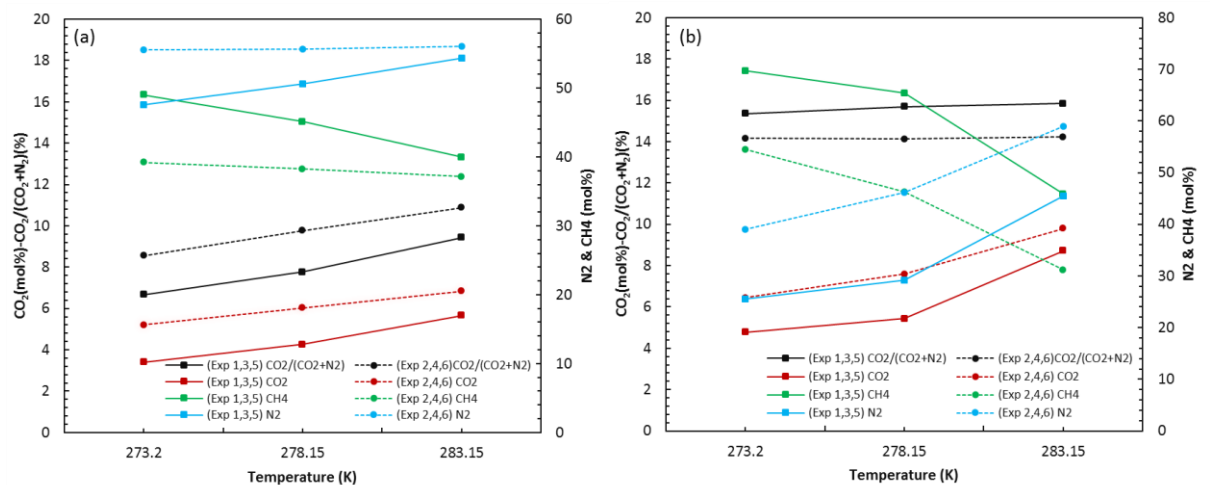 (a)
CO₂(mol%)-CO₂/(CO₂+N₂)(%)
20
18
16
14
12
10
8
6
4
2
0
60
50
40
30
20
10
0
N2 & CH4 (mol%)
(Exp 1,3,5) CO2/(CO2+N2) (Exp 2,4,6)CO2/(CO2+N2)
(Exp 1,3,5) CO2 (Exp 2,4,6) CO2
(Exp 1,3,5) CH4 (Exp 2,4,6) CH4
(Exp 1,3,5) N2 (Exp 2,4,6) N2
273.2 278.15 283.15
Temperature (K)
(b)
CO₂(mol%)-CO₂/(CO₂+N₂)(%)
20
18
16
14
12
10
8
6
4
2
0
80
70
60
50
40
30
20
10
0
N2 & CH4 (mol%)
(Exp 1,3,5) CO2/(CO2+N2) (Exp 2,4,6) CO2/(CO2+N2)
(Exp 1,3,5) CO2 (Exp 2,4,6) CO2
(Exp 1,3,5) CH4 (Exp 2,4,6) CH4
(Exp 1,3,5) N2 (Exp 2,4,6) N2
273.2 278.15 283.15
Temperature (K)